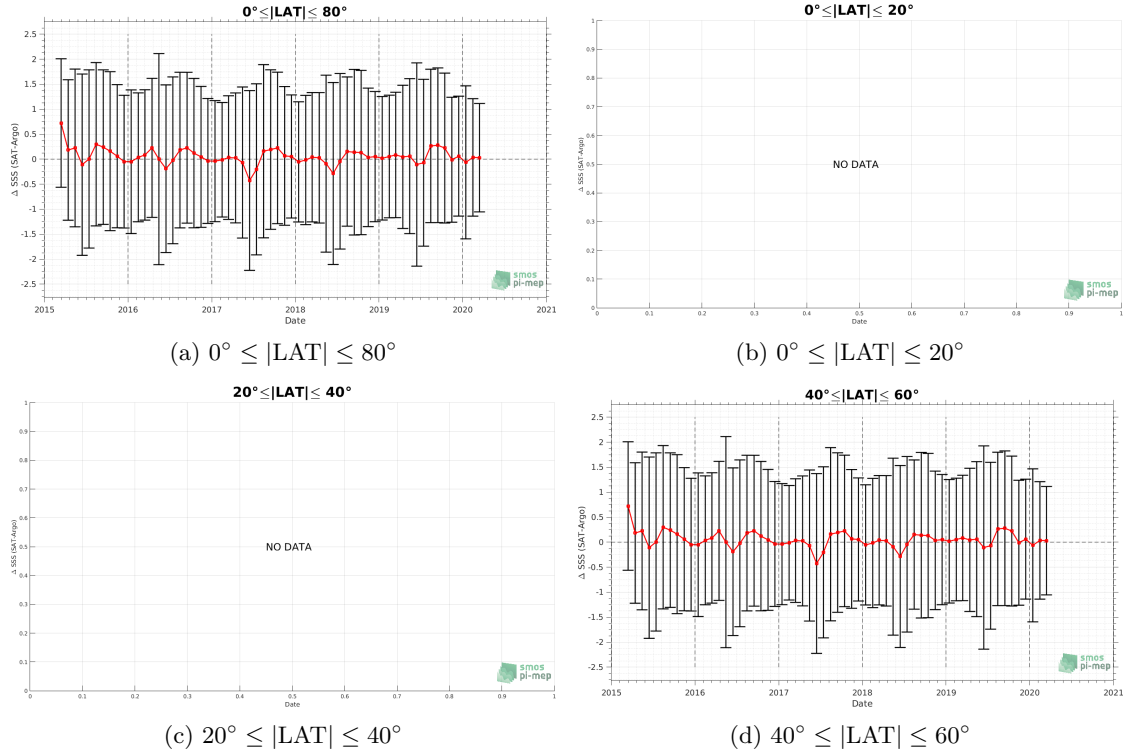 0°≤|LAT|≤ 80°
2.5
2
1.5
1
0.5
0
-0.5
-1
-1.5
-2
-2.5
Δ SSS (SAT-Argo)
2015 2016 2017 2018 2019 2020 2021
Date
smos
pi-mep
(a) 0° ≤ |LAT| ≤ 80°
0°≤|LAT|≤ 20°
1
0.9
0.8
0.7
0.6
0.5
0.4
0.3
0.2
0.1
0
Δ SSS (SAT-Argo)
NO DATA
0 0.1 0.2 0.3 0.4 0.5 0.6 0.7 0.8 0.9 1
Date
smos
pi-mep
(b) 0° ≤ |LAT| ≤ 20°
20°≤|LAT|≤ 40°
1
0.9
0.8
0.7
0.6
0.5
0.4
0.3
0.2
0.1
0
Δ SSS (SAT-Argo)
NO DATA
0 0.1 0.2 0.3 0.4 0.5 0.6 0.7 0.8 0.9 1
Date
smos
pi-mep
(c) 20° ≤ |LAT| ≤ 40°
40°≤|LAT|≤ 60°
2.5
2
1.5
1
0.5
0
-0.5
-1
-1.5
-2
-2.5
Δ SSS (SAT-Argo)
2015 2016 2017 2018 2019 2020 2021
Date
smos
pi-mep
(d) 40° ≤ |LAT| ≤ 60°